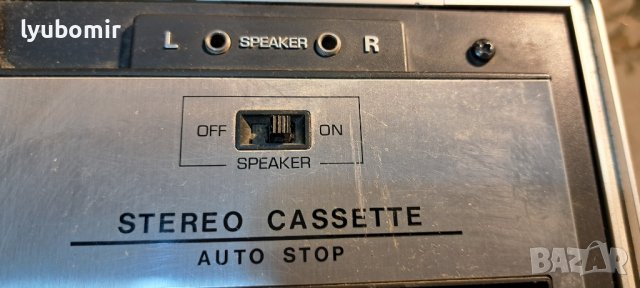 lyubomir
L SPEAKER R
OFF ON
SPEAKER
STEREO CASSETTE
AUTO STOP
BAZAR